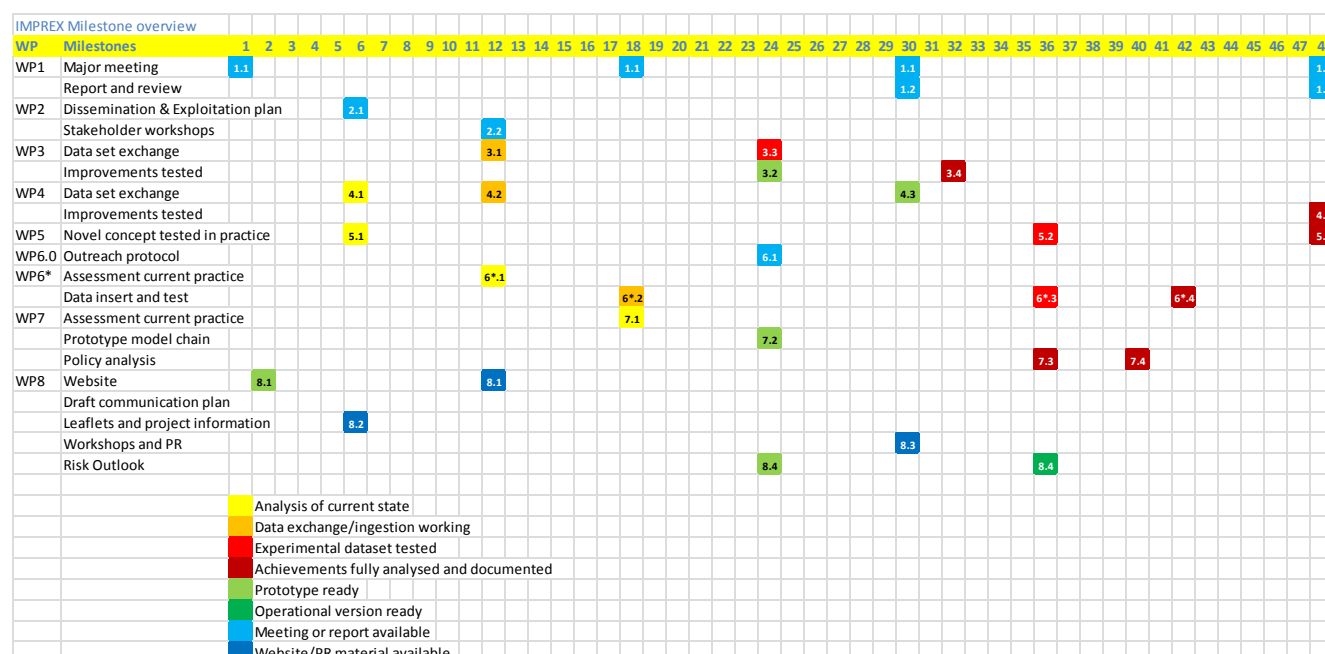 IMPREX Milestone overview
WP Milestones 1 2 3 4 5 6 7 8 9 10 11 12 13 14 15 16 17 18 19 20 21 22 23 24 25 26 27 28 29 30 31 32 33 34 35 36 37 38 39 40 41 42 43 44 45 46 47 4
WP1 Major meeting 1.1 1.1 1.1 1.
Report and review 1.2 1.
WP2 Dissemination & Exploitation plan 2.1
Stakeholder workshops 2.2
WP3 Data set exchange 3.1 3.3
Improvements tested 3.2 3.4
WP4 Data set exchange 4.1 4.2 4.3
Improvements tested 4.
WP5 Novel concept tested in practice 5.1 5.2 5.
WP6.0 Outreach protocol 6.1
WP6* Assessment current practice 6*.1
Data insert and test 6*.2 6*.3 6*.4
WP7 Assessment current practice 7.1
Prototype model chain 7.2
Policy analysis 7.3 7.4
WP8 Website 8.1 8.1
Draft communication plan
Leaflets and project information 8.2
Workshops and PR 8.3
Risk Outlook 8.4 8.4
Analysis of current state
Data exchange/ingestion working
Experimental dataset tested
Achievements fully analysed and documented
Prototype ready
Operational version ready
Meeting or report available
Website/PR material available